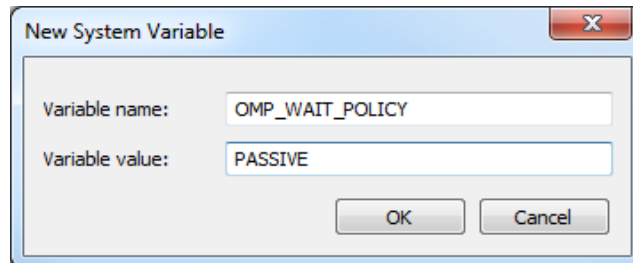 New System Variable
Variable name: OMP_WAIT_POLICY
Variable value: PASSIVE
OK Cancel